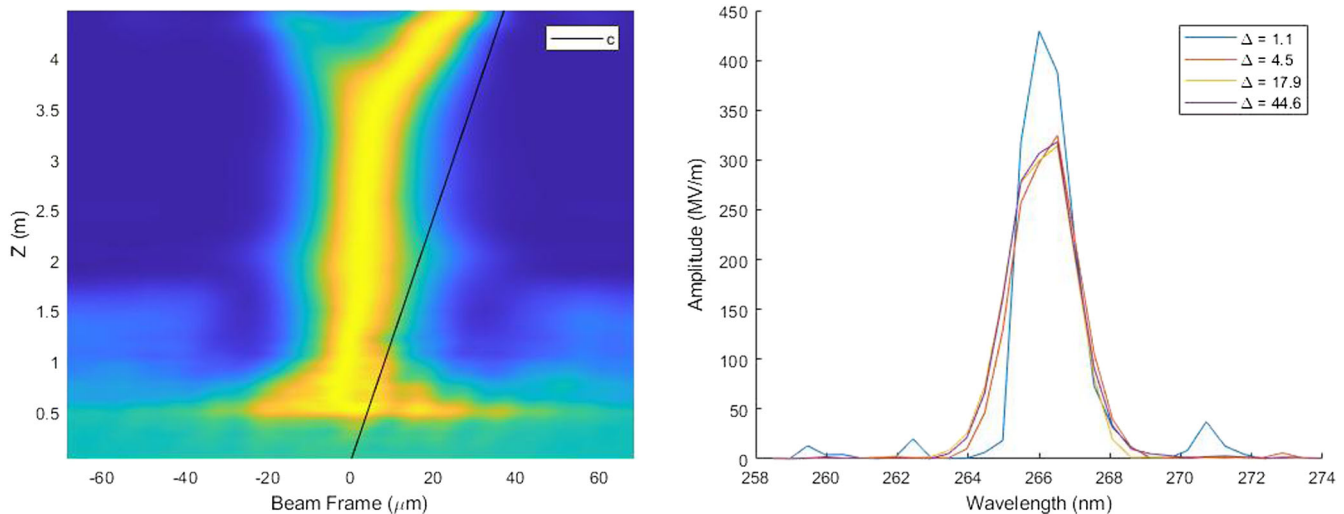 c
4
3.5
3
2.5
2
1.5
1
0.5
Z (m)
-60 -40 -20 0 20 40 60
Beam Frame (μm)
450
400
350
300
250
200
150
100
50
0
Amplitude (MV/m)
Δ = 1.1
Δ = 4.5
Δ = 17.9
Δ = 44.6
258 260 262 264 266 268 270 272 274
Wavelength (nm)